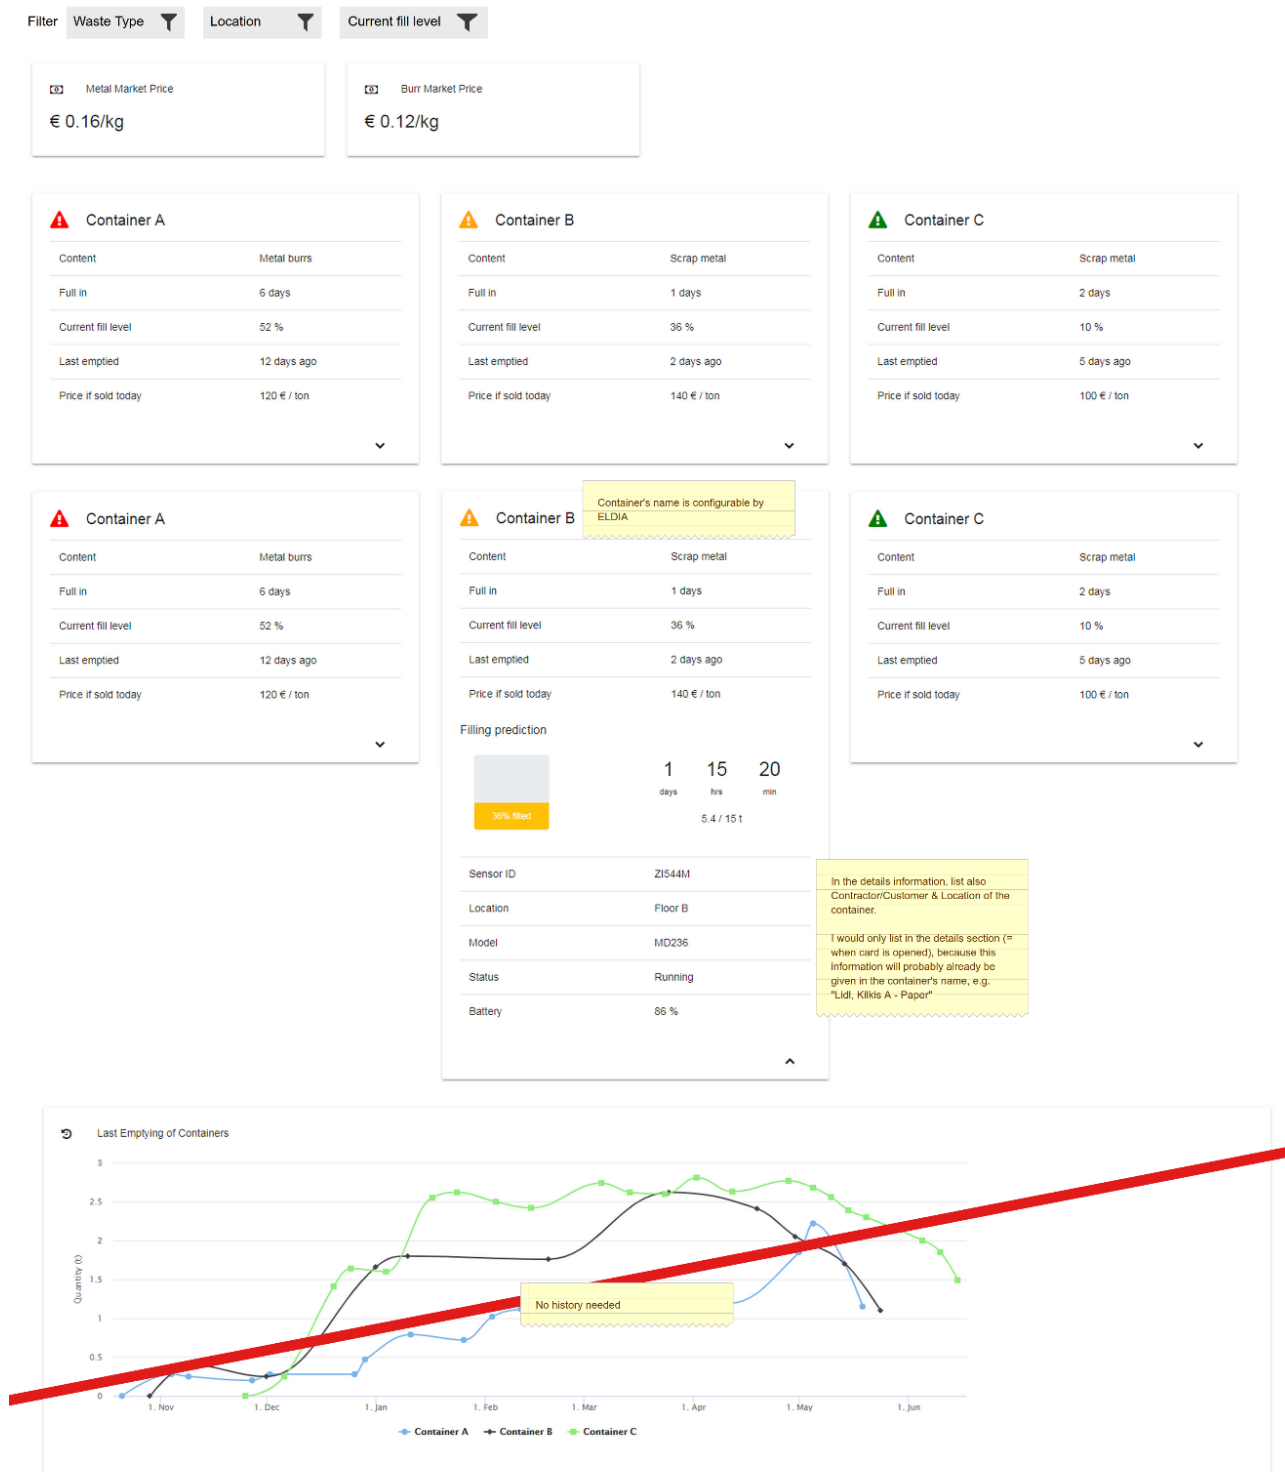 Filter Waste Type Location Current fill level
Metal Market Price
€ 0.16/kg
Burr Market Price
€ 0.12/kg
Container A
Content Metal burrs
Full in 6 days
Current fill level 52 %
Last emptied 12 days ago
Price if sold today 120 € / ton
Container B
Content Scrap metal
Full in 1 days
Current fill level 36 %
Last emptied 2 days ago
Price if sold today 140 € / ton
Container C
Content Scrap metal
Full in 2 days
Current fill level 10 %
Last emptied 5 days ago
Price if sold today 100 € / ton
Container A
Content Metal burrs
Full in 6 days
Current fill level 52 %
Last emptied 12 days ago
Price if sold today 120 € / ton
Container B
Container's name is configurable by
ELDIA
Content Scrap metal
Full in 1 days
Current fill level 36 %
Last emptied 2 days ago
Price if sold today 140 € / ton
Filling prediction
36% filled
1 15 20
days hrs min
5.4 / 15 t
Sensor ID ZI544M
Location Floor B
Model MD236
Status Running
Battery 86 %
Container C
Content Scrap metal
Full in 2 days
Current fill level 10 %
Last emptied 5 days ago
Price if sold today 100 € / ton
In the details information, list also
Contractor/Customer & Location of the
container.
I would only list in the details section (=
when card is opened), because this
information will probably already be
given in the container's name, e.g.
"Lidl, Kilkis A - Paper"
Last Emptying of Containers
Quantity (t)
3
2.5
2
1.5
1
0.5
0
No history needed
1. Nov 1. Dec 1. Jan 1. Feb 1. Mar 1. Apr 1. May 1. Jun
Container A Container B Container C